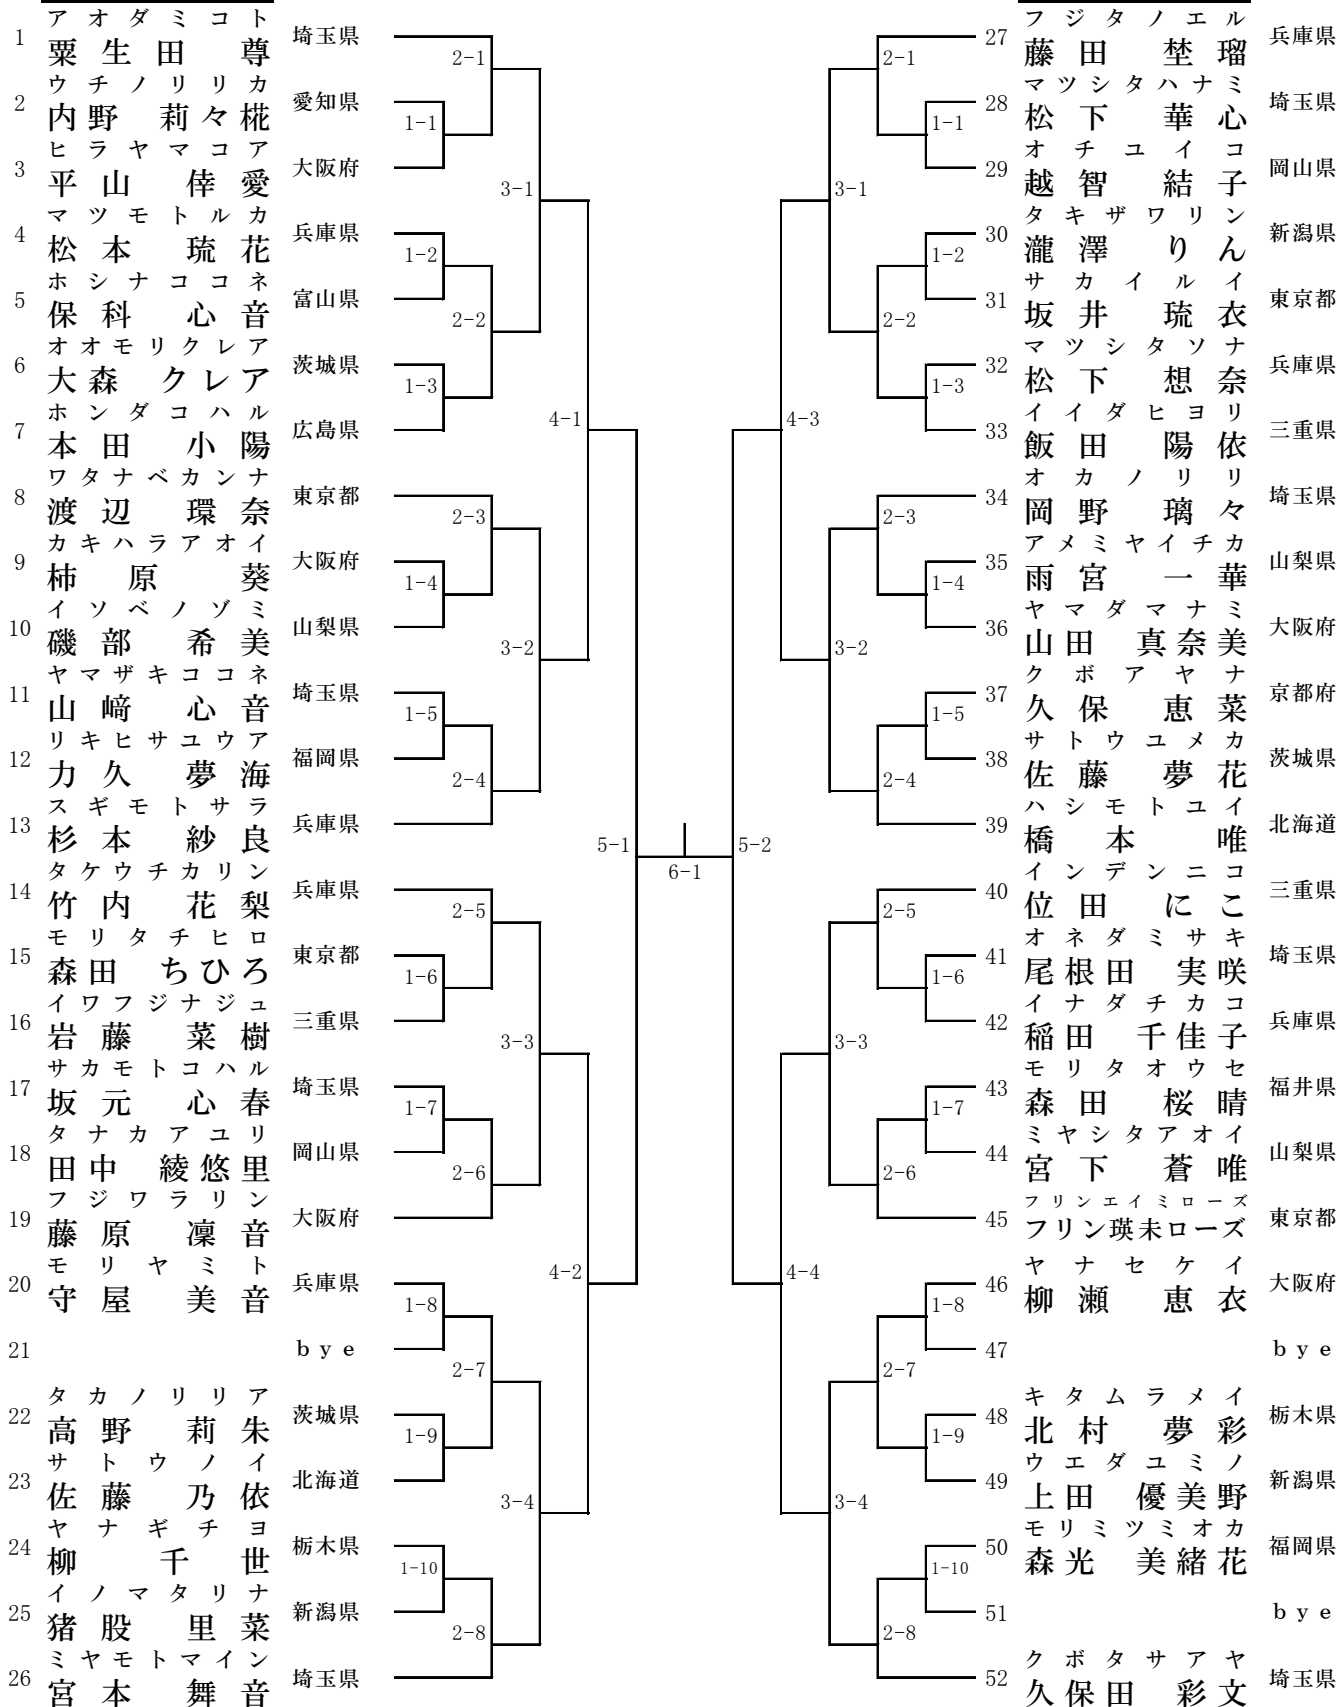 アオダミコト
1 粟生田 尊 埼玉県
ウチノリリカ
2 内野 莉々椛 愛知県
ヒラヤマコア
3 平山 倖愛 大阪府
マツモトルカ
4 松本 琉花 兵庫県
ホシナココネ
5 保科 心音 富山県
オオモリクレア
6 大森 クレア 茨城県
ホンダコハル
7 本田 小陽 広島県
ワタナベカンナ
8 渡辺 環奈 東京都
カキハラアオイ
9 柿原 葵 大阪府
イソベノゾミ
10 磯部 希美 山梨県
ヤマザキココネ
11 山﨑 心音 埼玉県
リキヒサユウア
12 力久 夢海 福岡県
スギモトサラ
13 杉本 紗良 兵庫県
タケウチカリン
14 竹内 花梨 兵庫県
モリタチヒロ
15 森田 ちひろ 東京都
イワフジナジュ
16 岩藤 菜樹 三重県
サカモトコハル
17 坂元 心春 埼玉県
タナカアユリ
18 田中 綾悠里 岡山県
フジワラリン
19 藤原 凜音 大阪府
モリヤミト
20 守屋 美音 兵庫県
21 bye
タカノリリア
22 高野 莉朱 茨城県
サトウノイ
23 佐藤 乃依 北海道
ヤナギチヨ
24 柳 千世 栃木県
イノマタリナ
25 猪股 里菜 新潟県
ミヤモトマイン
26 宮本 舞音 埼玉県
2-1
1-1
3-1
1-2
2-2
1-3
4-1
2-3
1-4
3-2
1-5
2-4
5-1
2-5
1-6
3-3
1-7
2-6
4-2
1-8
2-7
1-9
3-4
1-10
2-8
6-1
2-1
1-1
3-1
1-2
2-2
1-3
4-3
2-3
1-4
3-2
1-5
2-4
5-2
2-5
1-6
3-3
1-7
2-6
4-4
1-8
2-7
1-9
3-4
1-10
2-8
フジタノエル
27 藤田 埜瑠 兵庫県
マツシタハナミ
28 松下 華心 埼玉県
オチユイコ
29 越智 結子 岡山県
タキザワリン
30 瀧澤 りん 新潟県
サカイルイ
31 坂井 琉衣 東京都
マツシタソナ
32 松下 想奈 兵庫県
イイダヒヨリ
33 飯田 陽依 三重県
オカノリリ
34 岡野 璃々 埼玉県
アメミヤイチカ
35 雨宮 一華 山梨県
ヤマダマナミ
36 山田 真奈美 大阪府
クボアヤナ
37 久保 恵菜 京都府
サトウユメカ
38 佐藤 夢花 茨城県
ハシモトユイ
39 橋本 唯 北海道
インデンニコ
40 位田 にこ 三重県
オネダミサキ
41 尾根田 実咲 埼玉県
イナダチカコ
42 稲田 千佳子 兵庫県
モリタオウセ
43 森田 桜晴 福井県
ミヤシタアオイ
44 宮下 蒼唯 山梨県
フリンエイミローズ
45 フリン瑛未ローズ 東京都
ヤナセケイ
46 柳瀬 恵衣 大阪府
47 bye
キタムラメイ
48 北村 夢彩 栃木県
ウエダユミノ
49 上田 優美野 新潟県
モリミツミオカ
50 森光 美緒花 福岡県
51 bye
クボタサアヤ
52 久保田 彩文 埼玉県